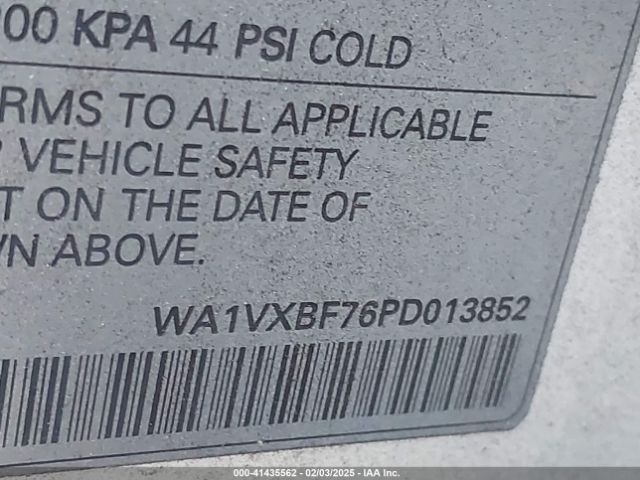 00 KPA 44 PSI COLD
RMS TO ALL APPLICABLE
VEHICLE SAFETY
T ON THE DATE OF
WN ABOVE.
WA1VXBF76PD013852
000-41435562 - 02/03/2025 - IAA Inc.